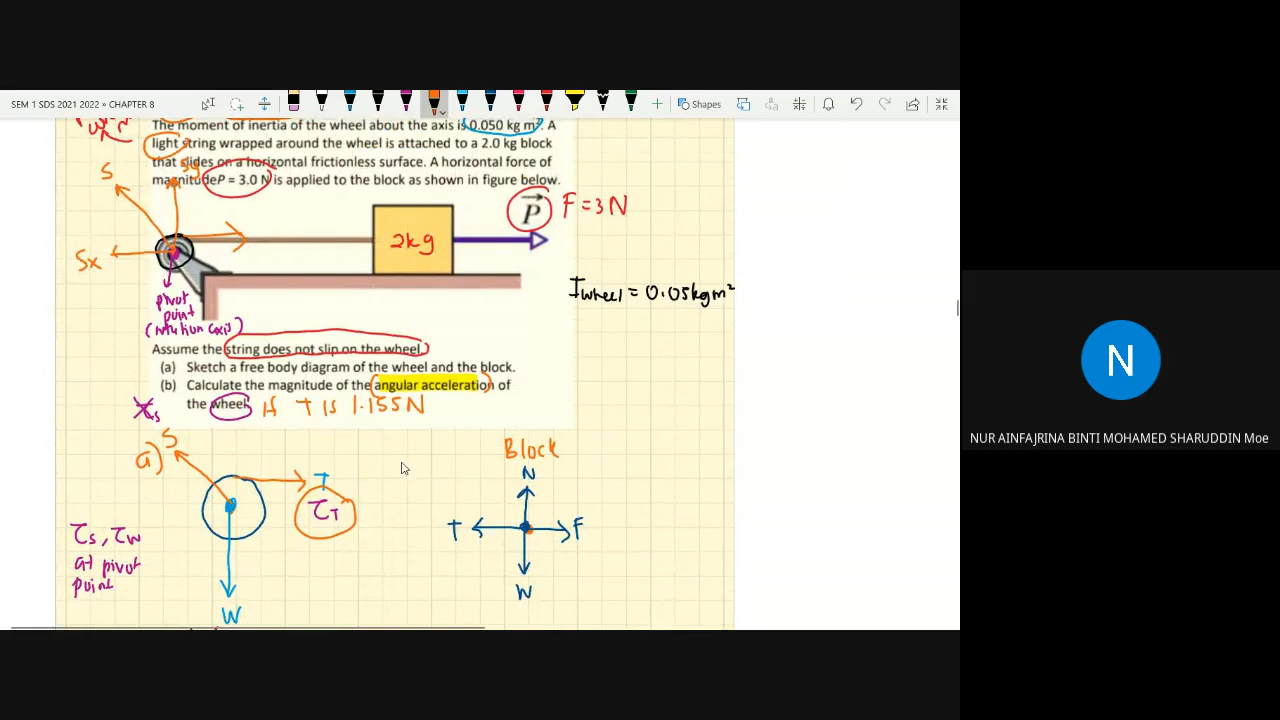 SEM 1 SDS 2021 2022 » CHAPTER 8
Shapes
The moment of inertia of the wheel about the axis is 0.050 kg m². A
light string wrapped around the wheel is attached to a 2.0 kg block
that slides on a horizontal frictionless surface. A horizontal force of
magnitudeP = 3.0 N is applied to the block as shown in figure below.
S
Sy
P F = 3N
2kg
Sx
I wheel = 0.05kgm²
pivot
point
(rotation axis)
Assume the string does not slip on the wheel.
(a) Sketch a free body diagram of the wheel and the block.
(b) Calculate the magnitude of the angular acceleration of
the wheel. if T is 1.155N
a) S
Block
N
T
τT
T
F
τs, τw
at pivot
point
W
W
N
NUR AINFAJRINA BINTI MOHAMED SHARUDDIN Moe